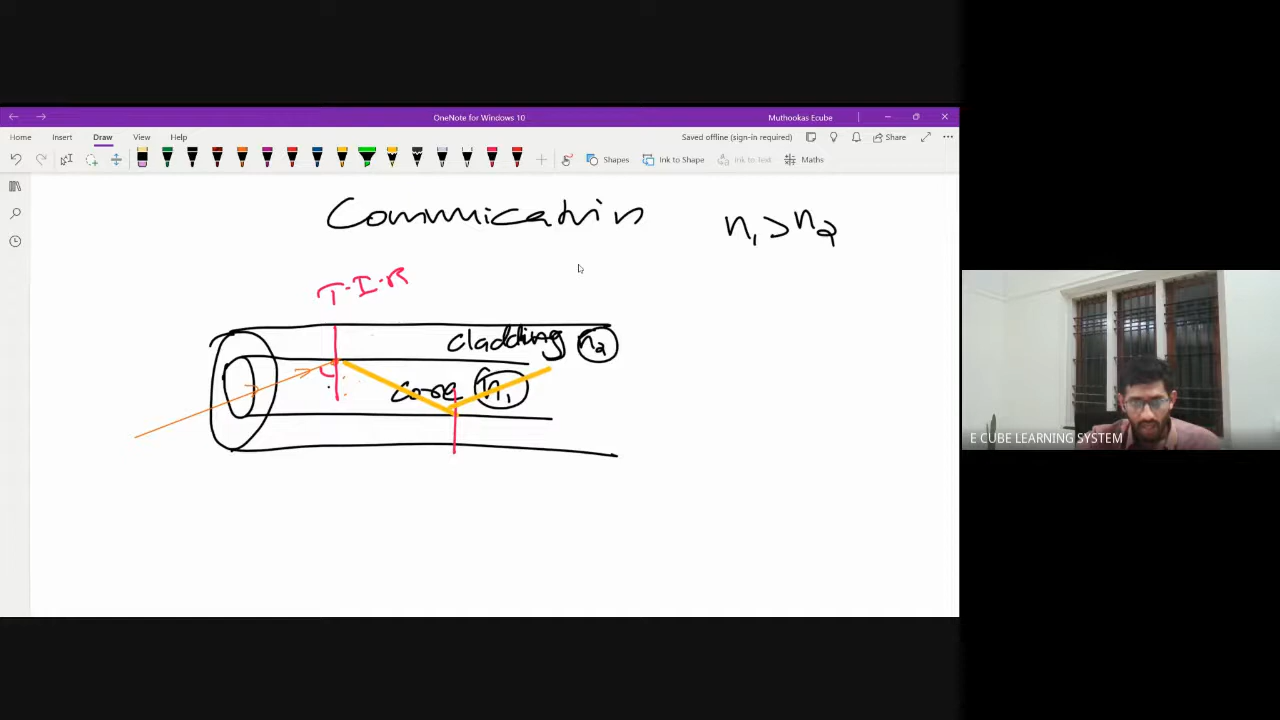 OneNote for Windows 10
Muthookas Ecube
Home Insert Draw View Help
Saved offline (sign-in required)
Share
Shapes
Ink to Shape
Ink to Text
Maths
Communication
n₁ > n₂
T.I.R
cladding n₂
core n₁
E CUBE LEARNING SYSTEM